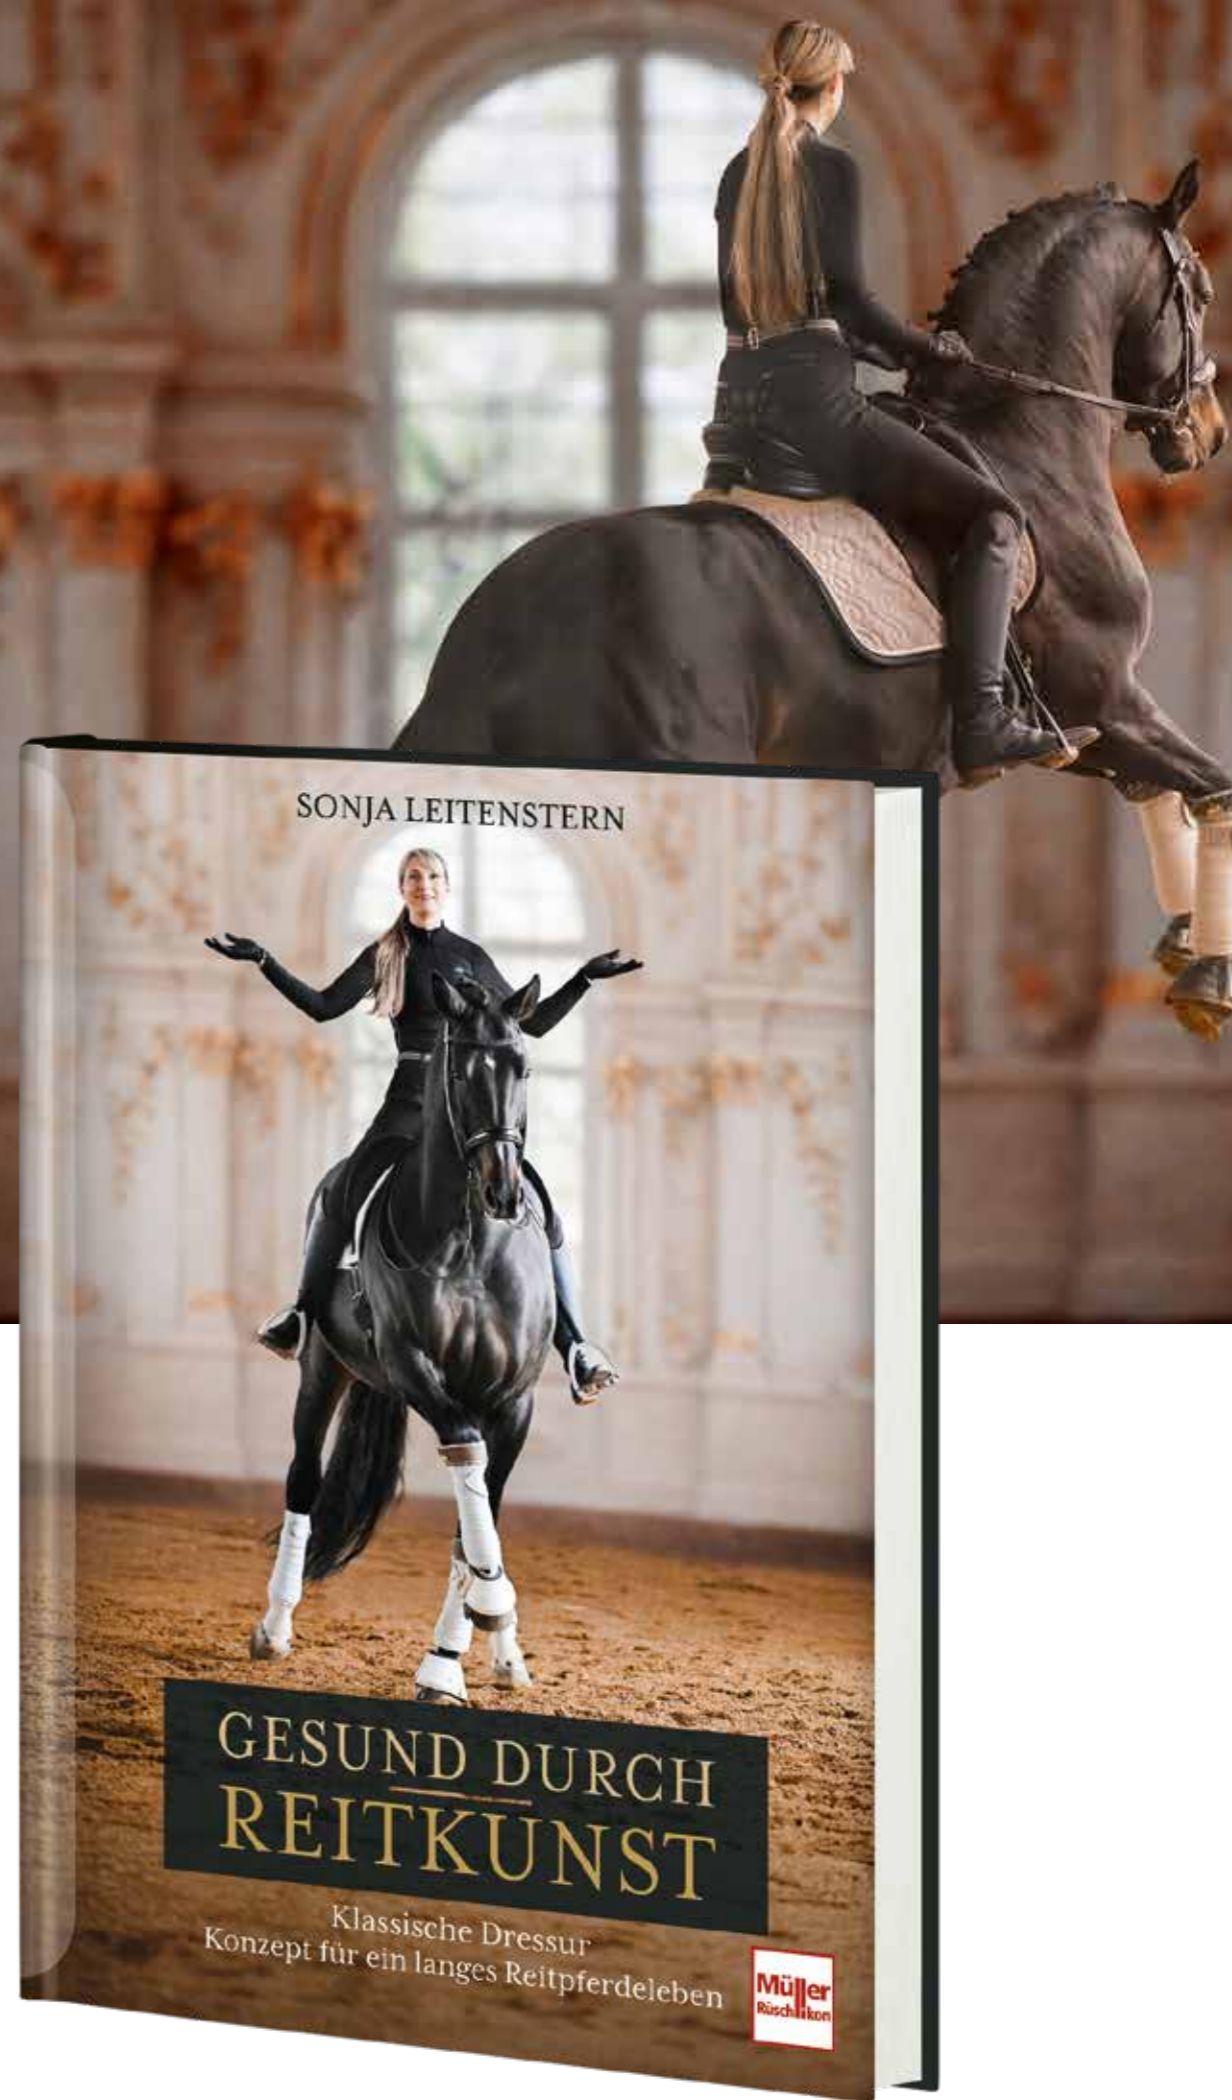 SONJA LEITENSTERN
GESUND DURCH
REITKUNST
Klassische Dressur
Konzept für ein langes Reitpferdeleben
Müller
Rüschlikon